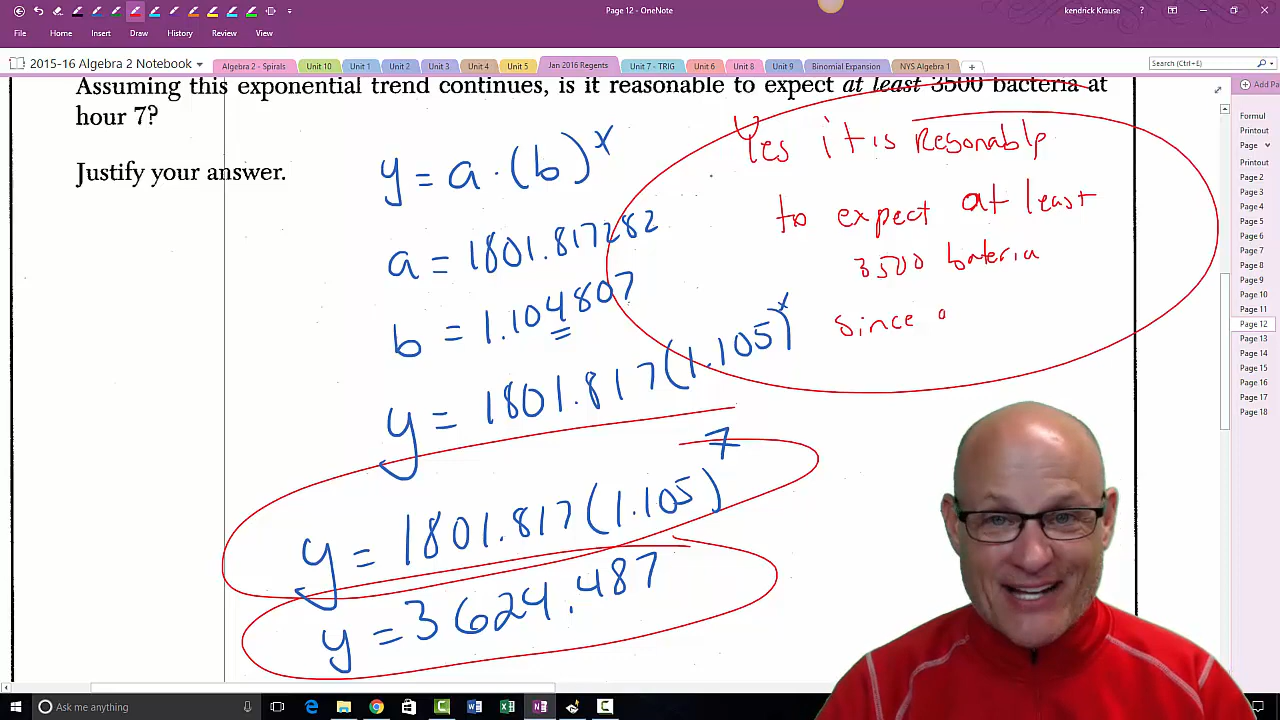 Page 12 - OneNote
kendrick Krause
File Home Insert Draw History Review View
2015-16 Algebra 2 Notebook
Algebra 2 - Spirals Unit 10 Unit 1 Unit 2 Unit 3 Unit 4 Unit 5 Jan 2016 Regents Unit 7 - TRIG Unit 6 Unit 8 Unit 9 Binomial Expansion NYS Algebra 1 +
Search (Ctrl+E)
Assuming this exponential trend continues, is it reasonable to expect at least 3500 bacteria at
hour 7?
Justify your answer.
y = a · (b)^x
a = 1801.817282
b = 1.104807
y = 1801.817(1.105)^x
y = 1801.817(1.105)^7
y = 3624.487
Yes it is Resonable
to expect at least
3500 bateria
since a
Add Pa
Formul
Printout
Page
Printout
Page 2
Page 3
Page 4
Page 5
Page 6
Page 7
Page 8
Page 9
Page 10
Page 11
Page 12
Page 13
Page 14
Page 15
Page 16
Page 17
Page 18
Ask me anything